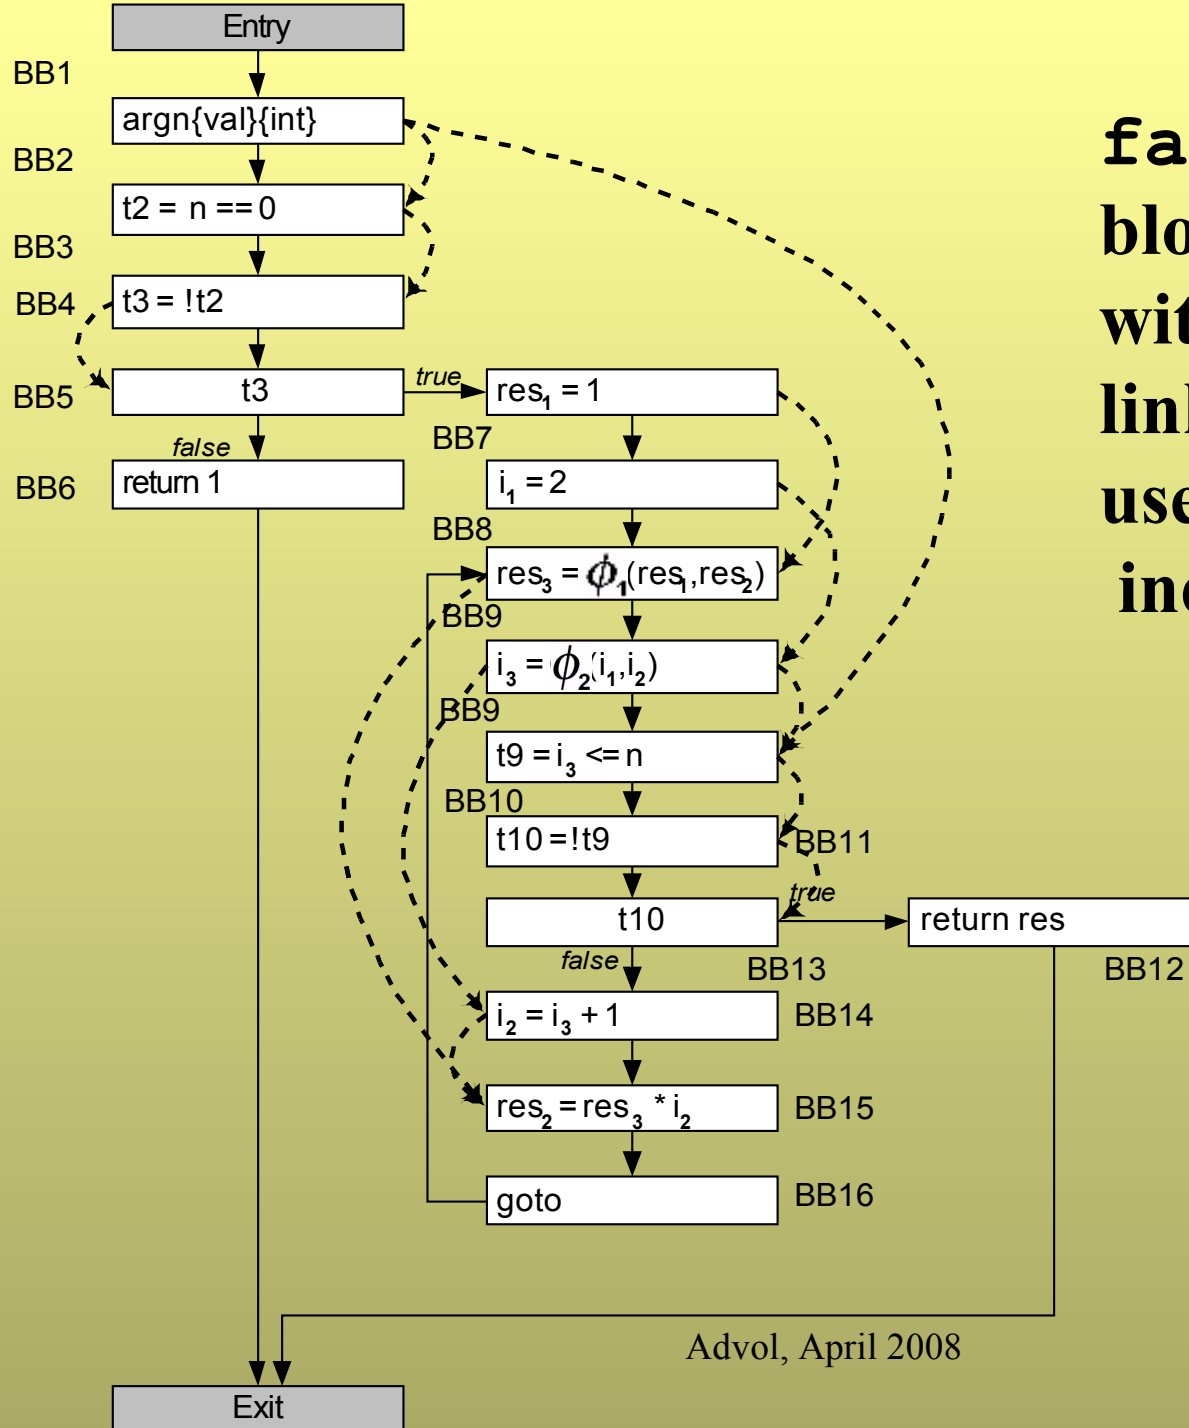 Entry
BB1
argn{val}{int}
BB2
t2 = n ==0
BB3
BB4
t3 = !t2
BB5
t3
true
res₁ = 1
false
BB7
BB6
return 1
i₁ = 2
BB8
res₃ = ϕ₁(res₁,res₂)
BB9
i₃ = ϕ₂(i₁,i₂)
BB9
t9 = i₃ <= n
BB10
t10 =!t9
BB11
true
t10
return res
false
BB13
BB12
i₂ = i₃ + 1
BB14
res₂ = res₃ * i₂
BB15
goto
BB16
Advol, April 2008
Exit